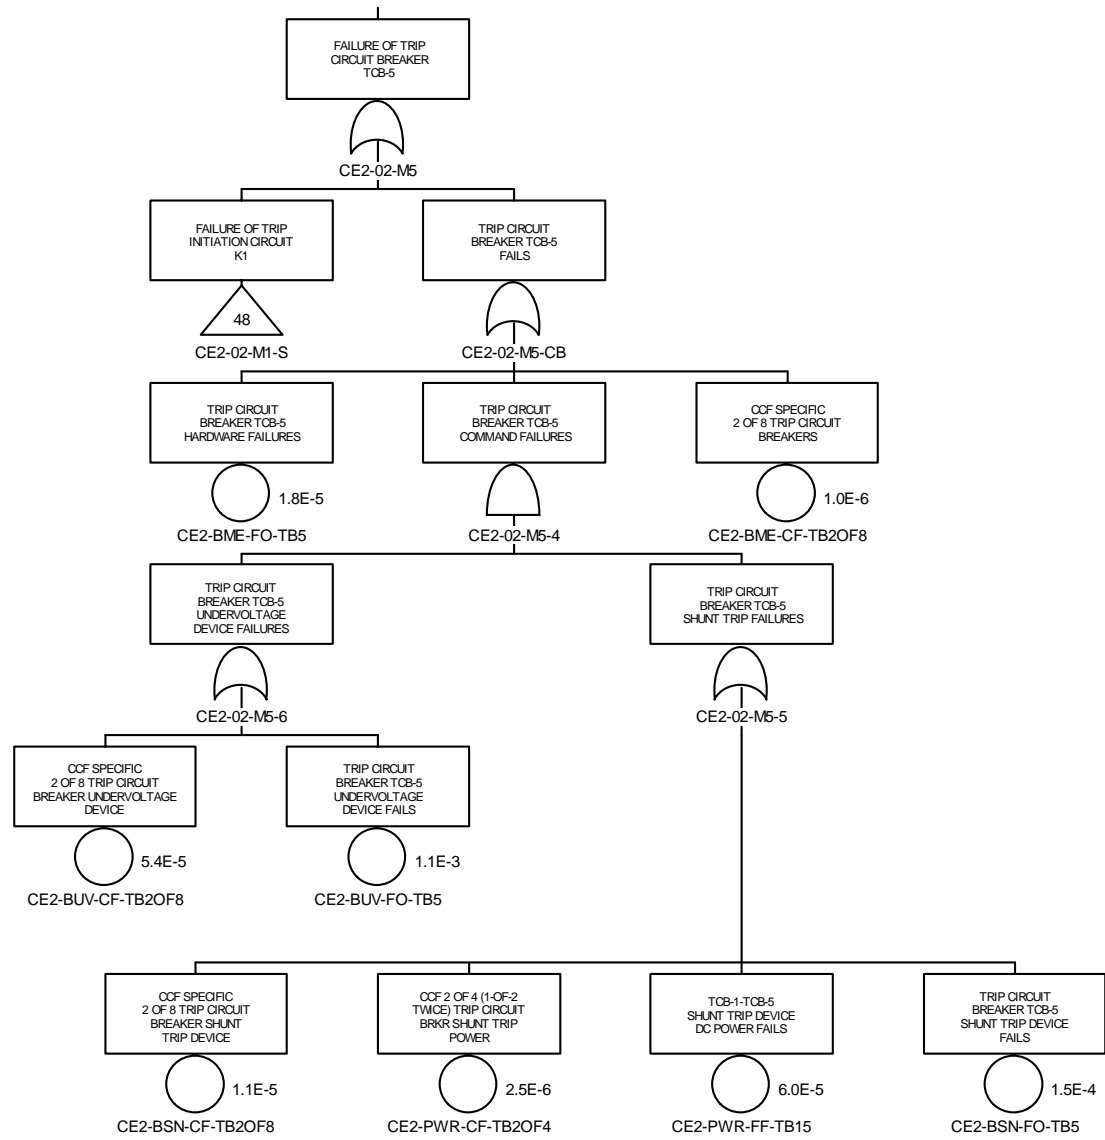 FAILURE OF TRIP
CIRCUIT BREAKER
TCB-5
CE2-02-M5
FAILURE OF TRIP
INITIATION CIRCUIT
K1
48
CE2-02-M1-S
TRIP CIRCUIT
BREAKER TCB-5
FAILS
CE2-02-M5-CB
TRIP CIRCUIT
BREAKER TCB-5
HARDWARE FAILURES
1.8E-5
CE2-BME-FO-TB5
TRIP CIRCUIT
BREAKER TCB-5
COMMAND FAILURES
CE2-02-M5-4
CCF SPECIFIC
2 OF 8 TRIP CIRCUIT
BREAKERS
1.0E-6
CE2-BME-CF-TB2OF8
TRIP CIRCUIT
BREAKER TCB-5
UNDERVOLTAGE
DEVICE FAILURES
CE2-02-M5-6
TRIP CIRCUIT
BREAKER TCB-5
SHUNT TRIP FAILURES
CE2-02-M5-5
CCF SPECIFIC
2 OF 8 TRIP CIRCUIT
BREAKER UNDERVOLTAGE
DEVICE
5.4E-5
CE2-BUV-CF-TB2OF8
TRIP CIRCUIT
BREAKER TCB-5
UNDERVOLTAGE
DEVICE FAILS
1.1E-3
CE2-BUV-FO-TB5
CCF SPECIFIC
2 OF 8 TRIP CIRCUIT
BREAKER SHUNT
TRIP DEVICE
1.1E-5
CE2-BSN-CF-TB2OF8
CCF 2 OF 4 (1-OF-2
TWICE) TRIP CIRCUIT
BRKR SHUNT TRIP
POWER
2.5E-6
CE2-PWR-CF-TB2OF4
TCB-1-TCB-5
SHUNT TRIP DEVICE
DC POWER FAILS
6.0E-5
CE2-PWR-FF-TB15
TRIP CIRCUIT
BREAKER TCB-5
SHUNT TRIP DEVICE
FAILS
1.5E-4
CE2-BSN-FO-TB5